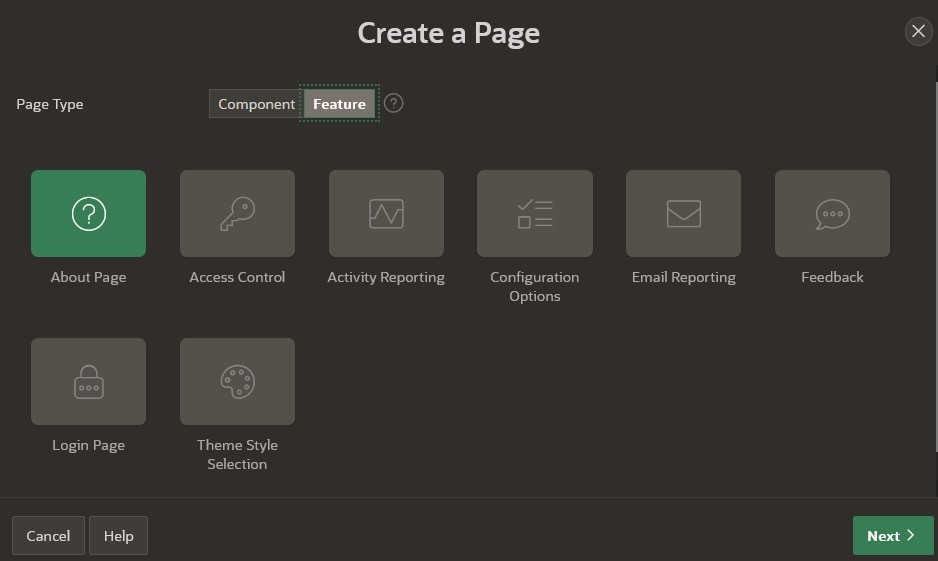 Create a Page
Page Type
Component
Feature
?
?
About Page
Access Control
Activity Reporting
Configuration
Options
Email Reporting
Feedback
Login Page
Theme Style
Selection
Cancel
Help
Next